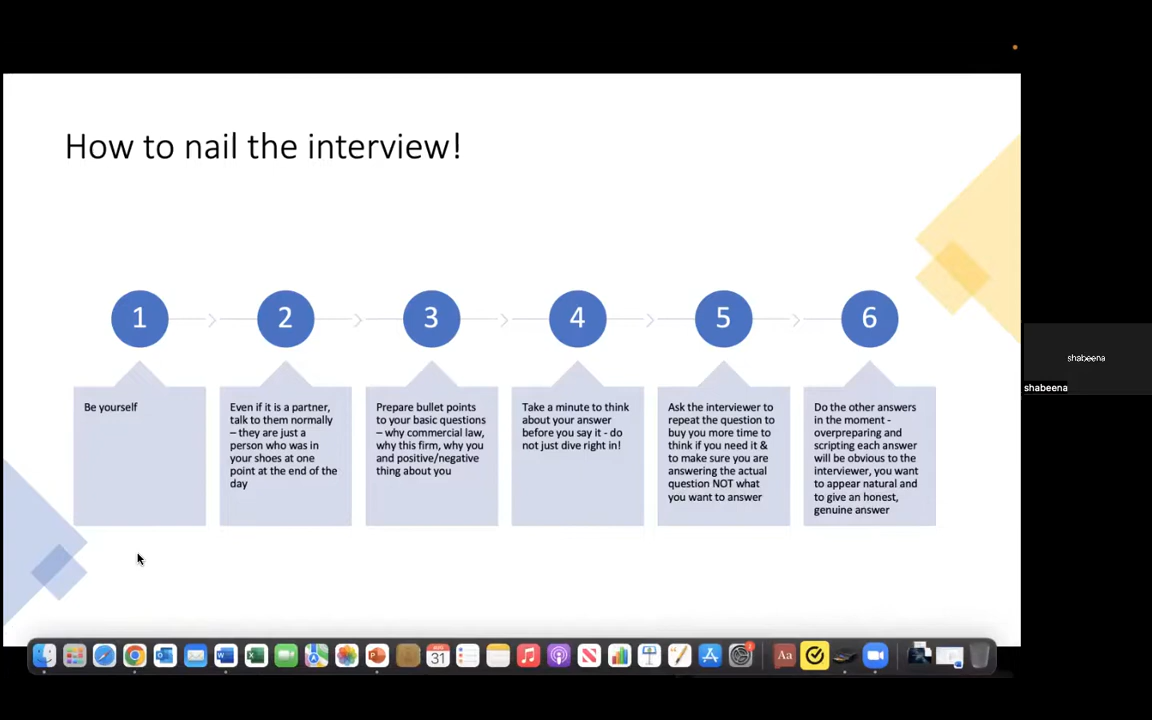 How to nail the interview!
1
2
3
4
5
6
Be yourself
Even if it is a partner,
talk to them normally
– they are just a
person who was in
your shoes at one
point at the end of the
day
Prepare bullet points
to your basic questions
– why commercial law,
why this firm, why you
and positive/negative
thing about you
Take a minute to think
about your answer
before you say it - do
not just dive right in!
Ask the interviewer to
repeat the question to
buy you more time to
think if you need it &
to make sure you are
answering the actual
question NOT what
you want to answer
Do the other answers
in the moment -
overpreparing and
scripting each answer
will be obvious to the
interviewer, you want
to appear natural and
to give an honest,
genuine answer
shabeena
shabeena
31
Aa